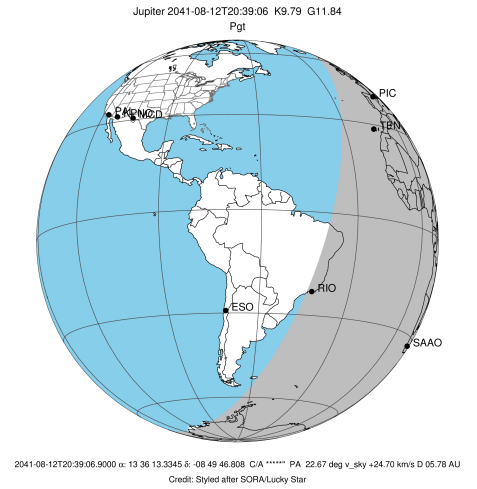 Jupiter 2041-08-12T20:39:06 K9.79 G11.84
Pgt
PIC
TEN
RIO
ESO
SAAO
2041-08-12T20:39:06.9000 α: 13 36 13.3345 δ: -08 49 46.808 C/A *****" PA 22.67 deg v_sky +24.70 km/s D 05.78 AU
Credit: Styled after SORA/Lucky Star